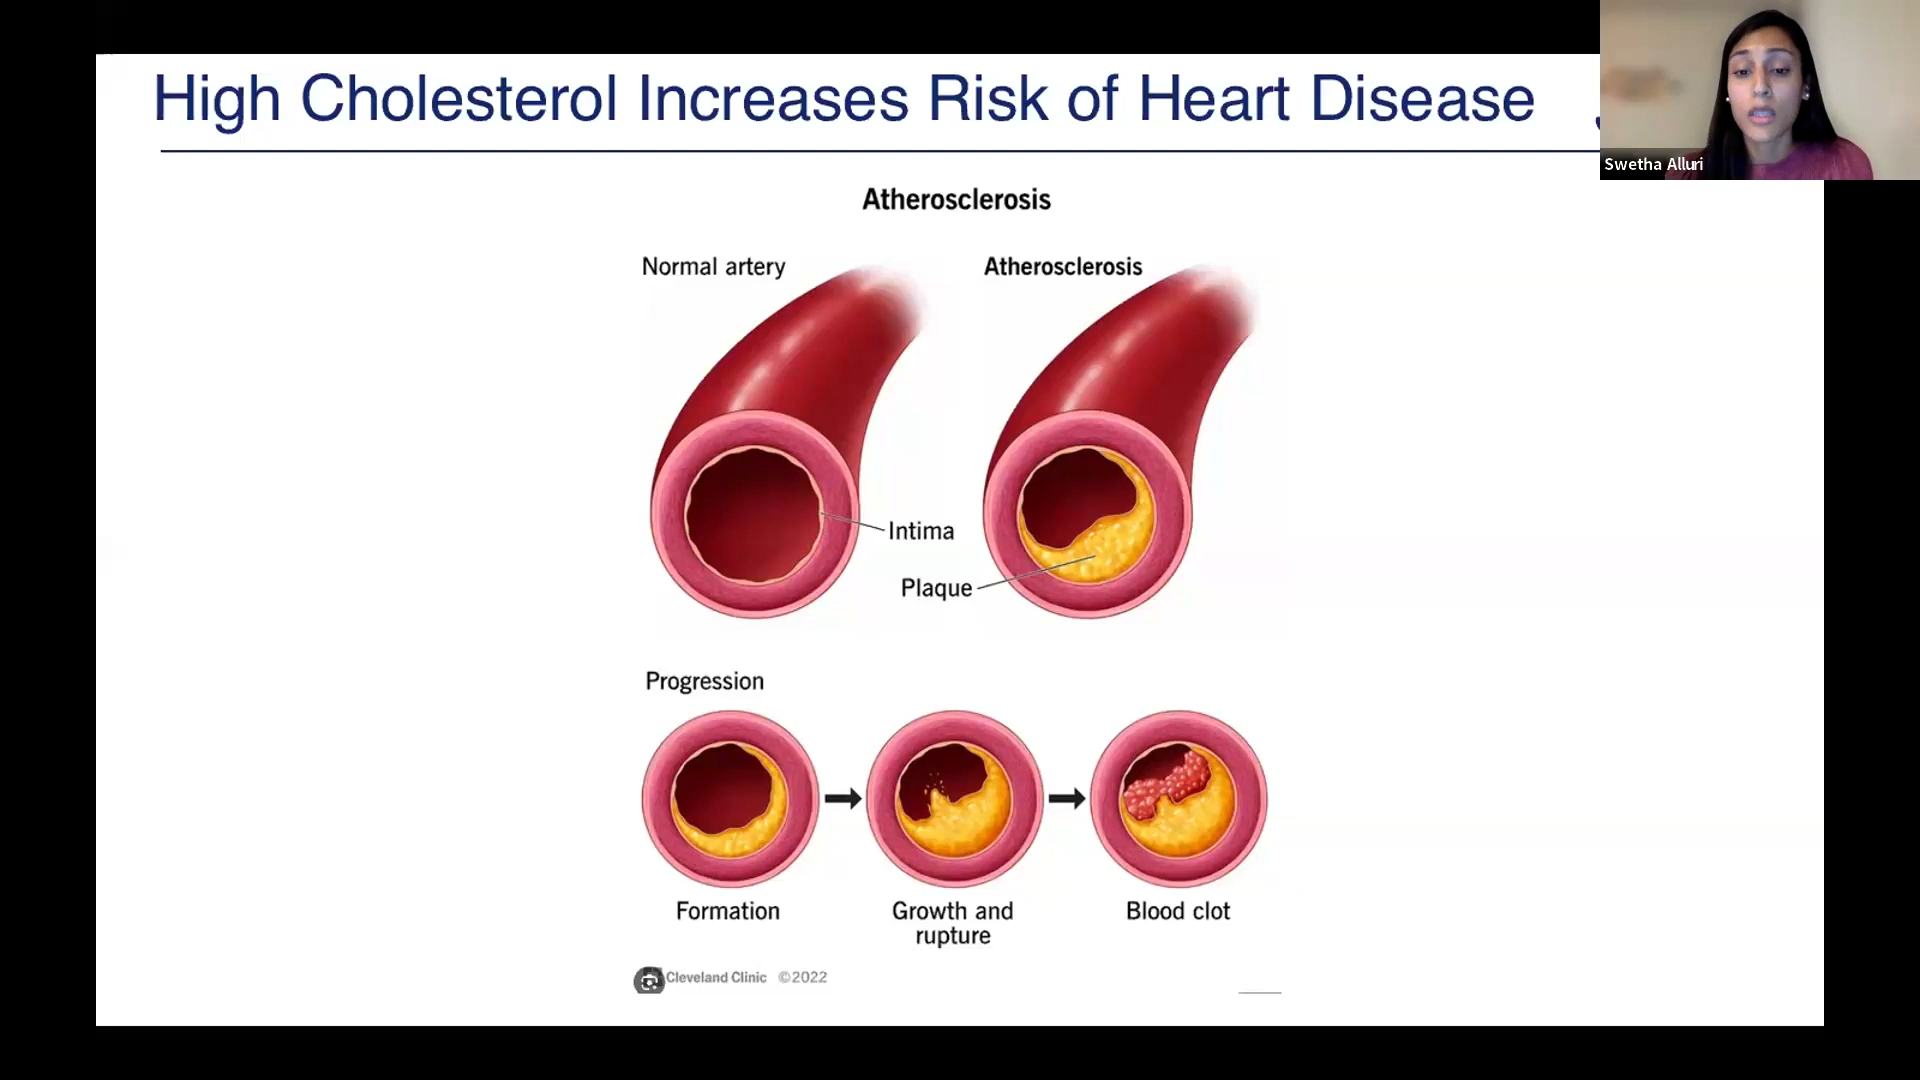 High Cholesterol Increases Risk of Heart Disease
Swetha Alluri
Atherosclerosis
Normal artery
Atherosclerosis
Intima
Plaque
Progression
Formation
Growth and
rupture
Blood clot
Cleveland Clinic ©2022